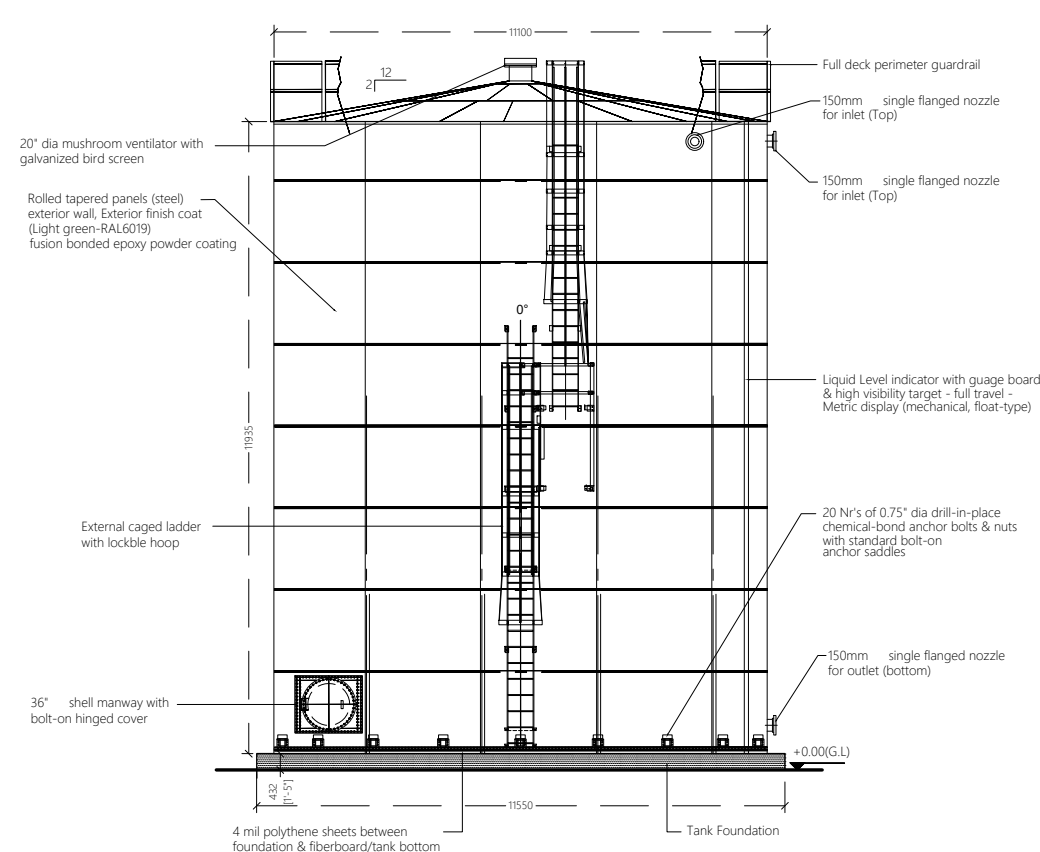 11100
12
2
Full deck perimeter guardrail
150mm single flanged nozzle
for inlet (Top)
20" dia mushroom ventilator with
galvanized bird screen
150mm single flanged nozzle
for inlet (Top)
Rolled tapered panels (steel)
exterior wall, Exterior finish coat
(Light green-RAL6019)
fusion bonded epoxy powder coating
0°
Liquid Level indicator with guage board
& high visibility target - full travel -
Metric display (mechanical, float-type)
11935
External caged ladder
with lockble hoop
20 Nr's of 0.75" dia drill-in-place
chemical-bond anchor bolts & nuts
with standard bolt-on
anchor saddles
150mm single flanged nozzle
for outlet (bottom)
36" shell manway with
bolt-on hinged cover
+0.00(G.L)
432
[1'-5"]
11550
4 mil polythene sheets between
foundation & fiberboard/tank bottom
Tank Foundation